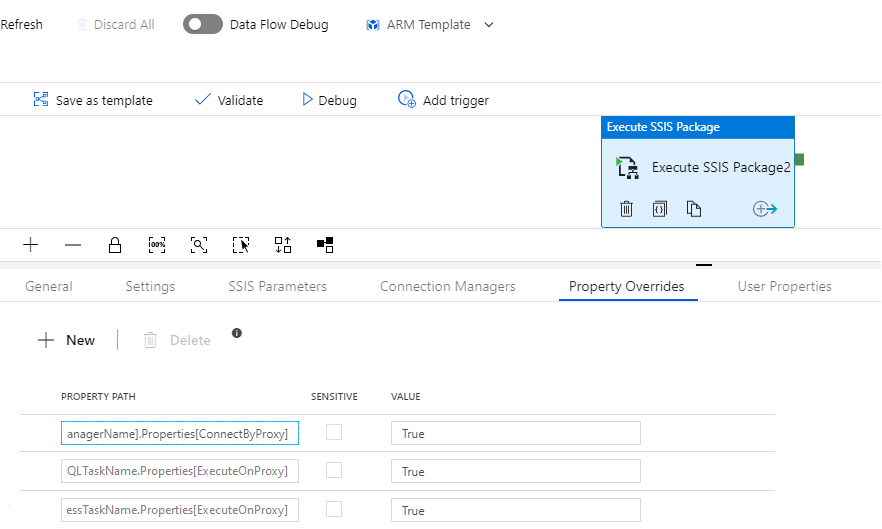 Refresh Discard All Data Flow Debug ARM Template
Save as template Validate Debug Add trigger
Execute SSIS Package
Execute SSIS Package2
100%
General Settings SSIS Parameters Connection Managers Property Overrides User Properties
New Delete
PROPERTY PATH SENSITIVE VALUE
anagerName].Properties[ConnectByProxy] True
QLTaskName.Properties[ExecuteOnProxy] True
essTaskName.Properties[ExecuteOnProxy] True